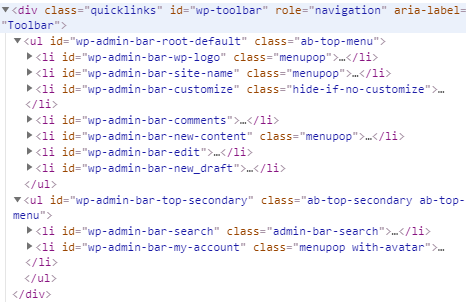 ▼<div class="quicklinks" id="wp-toolbar" role="navigation" aria-label=
"Toolbar">
▼<ul id="wp-admin-bar-root-default" class="ab-top-menu">
▶<li id="wp-admin-bar-wp-logo" class="menupop">…</li>
▶<li id="wp-admin-bar-site-name" class="menupop">…</li>
▶<li id="wp-admin-bar-customize" class="hide-if-no-customize">…
</li>
▶<li id="wp-admin-bar-comments">…</li>
▶<li id="wp-admin-bar-new-content" class="menupop">…</li>
▶<li id="wp-admin-bar-edit">…</li>
▶<li id="wp-admin-bar-new_draft">…</li>
</ul>
▼<ul id="wp-admin-bar-top-secondary" class="ab-top-secondary ab-top-
menu">
▶<li id="wp-admin-bar-search" class="admin-bar-search">…</li>
▶<li id="wp-admin-bar-my-account" class="menupop with-avatar">…
</li>
</ul>
</div>